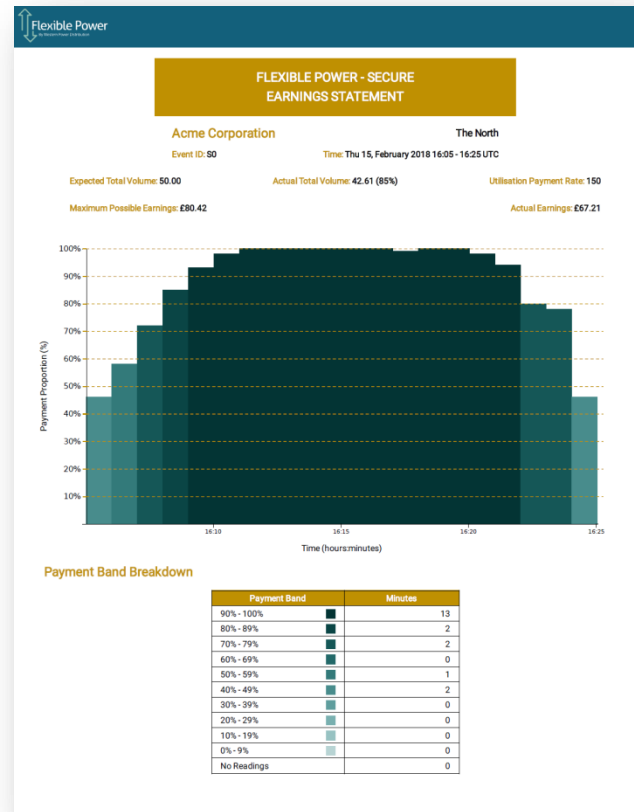 Flexible Power
By Western Power Distribution
FLEXIBLE POWER - SECURE
EARNINGS STATEMENT
Acme Corporation The North
Event ID: S0 Time: Thu 15, February 2018 16:05 - 16:25 UTC
Expected Total Volume: 50.00 Actual Total Volume: 42.61 (85%) Utilisation Payment Rate: 150
Maximum Possible Earnings: £80.42 Actual Earnings: £67.21
100%
90%
80%
70%
60%
50%
40%
30%
20%
10%
Payment Proportion (%)
16:10 16:15 16:20 16:25
Time (hours:minutes)
Payment Band Breakdown
Payment Band Minutes
90% - 100% 13
80% - 89% 2
70% - 79% 2
60% - 69% 0
50% - 59% 1
40% - 49% 2
30% - 39% 0
20% - 29% 0
10% - 19% 0
0% - 9% 0
No Readings 0